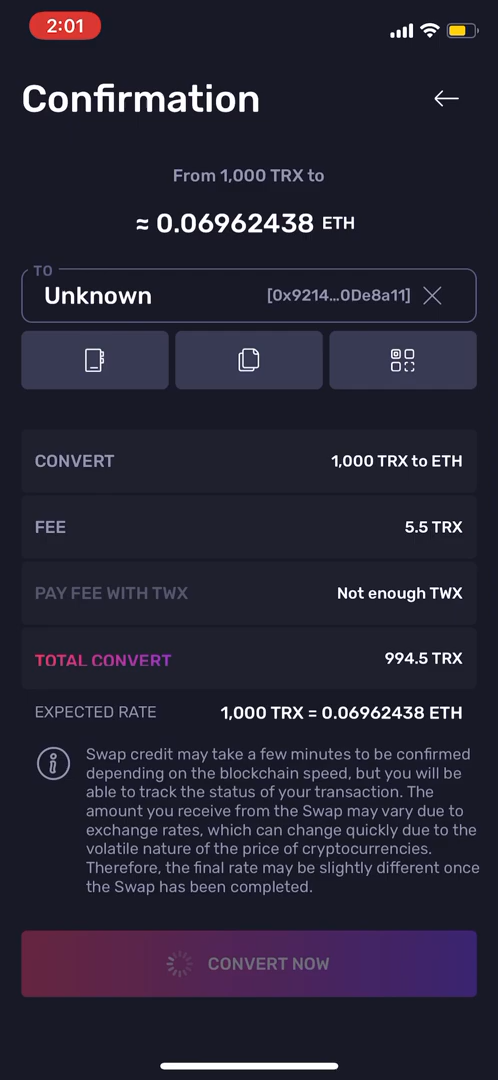 2:01
Confirmation
From 1,000 TRX to
≈ 0.06962438 ETH
TO
Unknown [0x9214...0De8a11]
CONVERT 1,000 TRX to ETH
FEE 5.5 TRX
PAY FEE WITH TWX Not enough TWX
TOTAL CONVERT 994.5 TRX
EXPECTED RATE 1,000 TRX = 0.06962438 ETH
Swap credit may take a few minutes to be confirmed
depending on the blockchain speed, but you will be
able to track the status of your transaction. The
amount you receive from the Swap may vary due to
exchange rates, which can change quickly due to the
volatile nature of the price of cryptocurrencies.
Therefore, the final rate may be slightly different once
the Swap has been completed.
CONVERT NOW